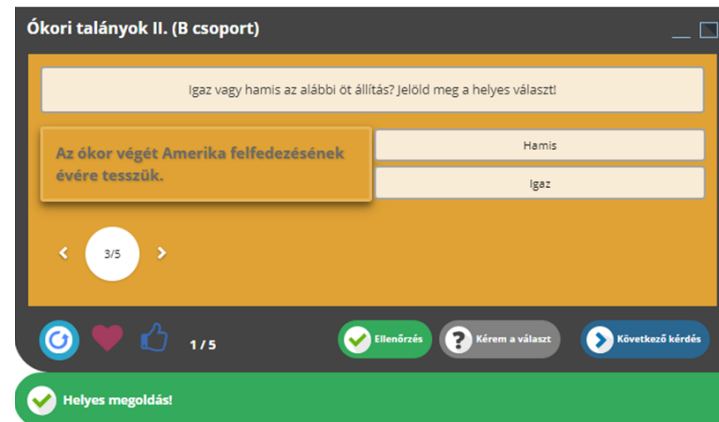 Ókori talányok II. (B csoport)
Igaz vagy hamis az alábbi öt állítás? Jelöld meg a helyes választ!
Az ókor végét Amerika felfedezésének
évére tesszük.
Hamis
Igaz
3/5
1 / 5
Ellenőrzés
? Kérem a választ
Következő kérdés
Helyes megoldás!